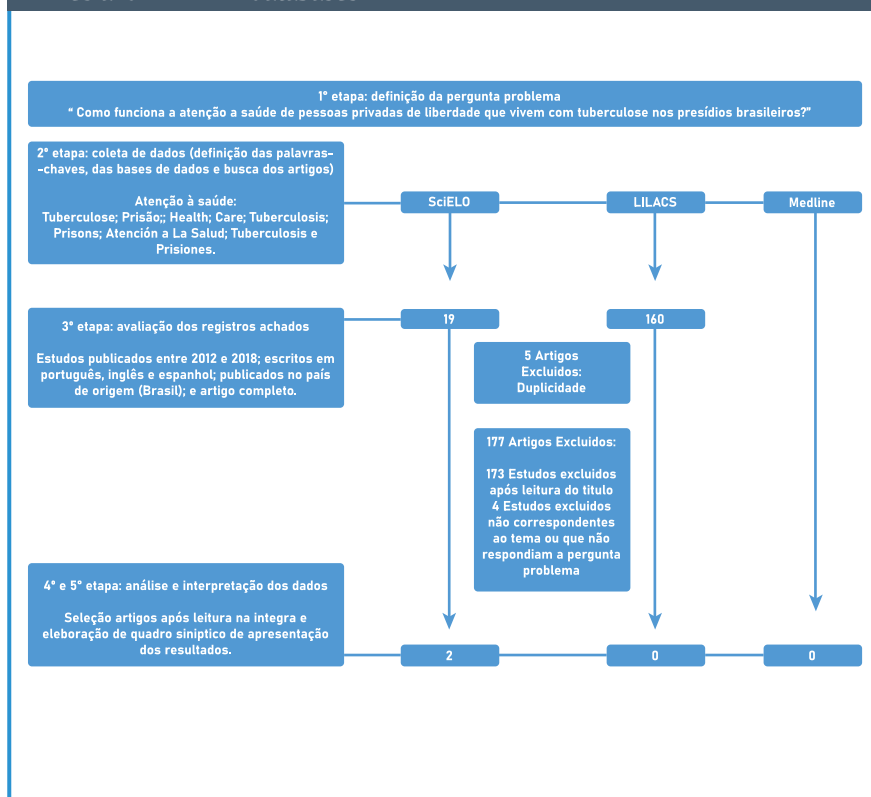 1° etapa: definição da pergunta problema
“ Como funciona a atenção a saúde de pessoas privadas de liberdade que vivem com tuberculose nos presídios brasileiros?”
2° etapa: coleta de dados (definição das palavras-
-chaves, das bases de dados e busca dos artigos)
Atenção à saúde:
Tuberculose; Prisão;; Health; Care; Tuberculosis;
Prisons; Atención a La Salud; Tuberculosis e
Prisiones.
SciELO
LILACS
Medline
3° etapa: avaliação dos registros achados
Estudos publicados entre 2012 e 2018; escritos em
português, inglês e espanhol; publicados no país
de origem (Brasil); e artigo completo.
19
160
5 Artigos
Excluidos:
Duplicidade
177 Artigos Excluidos:
173 Estudos excluidos
após leitura do titulo
4 Estudos excluidos
não correspondentes
ao tema ou que não
respondiam a pergunta
problema
4° e 5° etapa: análise e interpretação dos dados
Seleção artigos após leitura na integra e
eleboração de quadro siniptico de apresentação
dos resultados.
2
0
0